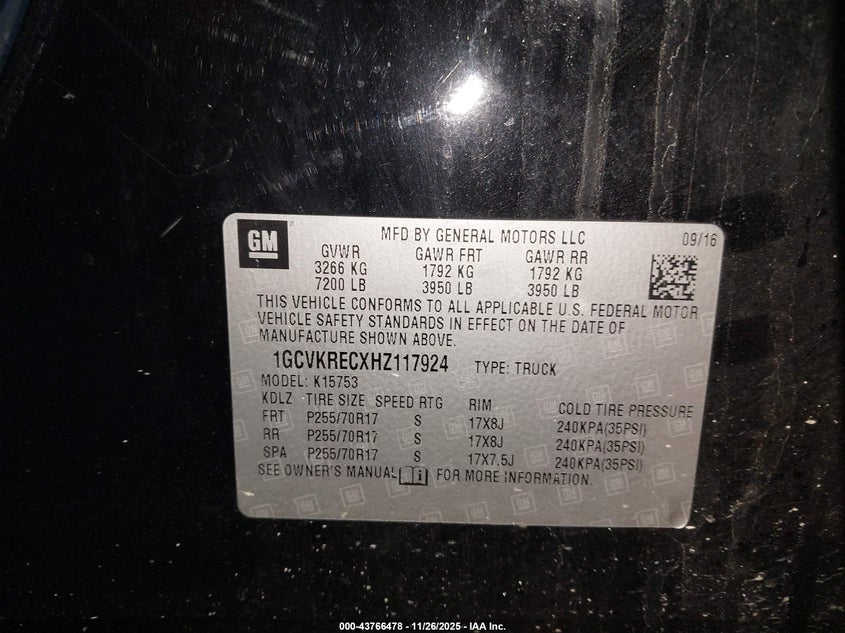 GM
MFD BY GENERAL MOTORS LLC 09/16
GVWR GAWR FRT GAWR RR
3266 KG 1792 KG 1792 KG
7200 LB 3950 LB 3950 LB
THIS VEHICLE CONFORMS TO ALL APPLICABLE U.S. FEDERAL MOTOR
VEHICLE SAFETY STANDARDS IN EFFECT ON THE DATE OF
MANUFACTURE SHOWN ABOVE.
1GCVKRECXHZ117924 TYPE: TRUCK
MODEL: K15753
KDLZ TIRE SIZE SPEED RTG RIM COLD TIRE PRESSURE
FRT P255/70R17 S 17X8J 240KPA(35PSI)
RR P255/70R17 S 17X8J 240KPA(35PSI)
SPA P255/70R17 S 17X7.5J 240KPA(35PSI)
SEE OWNER'S MANUAL i FOR MORE INFORMATION.
000-43766478 - 11/26/2025 - IAA Inc.